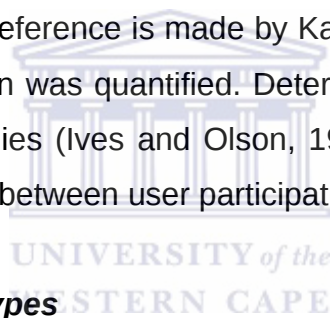 eference is made by Ka
n was quantified. Deter
ies (Ives and Olson, 19
between user participat
UNIVERSITY of the
ypes
WESTERN CAPE